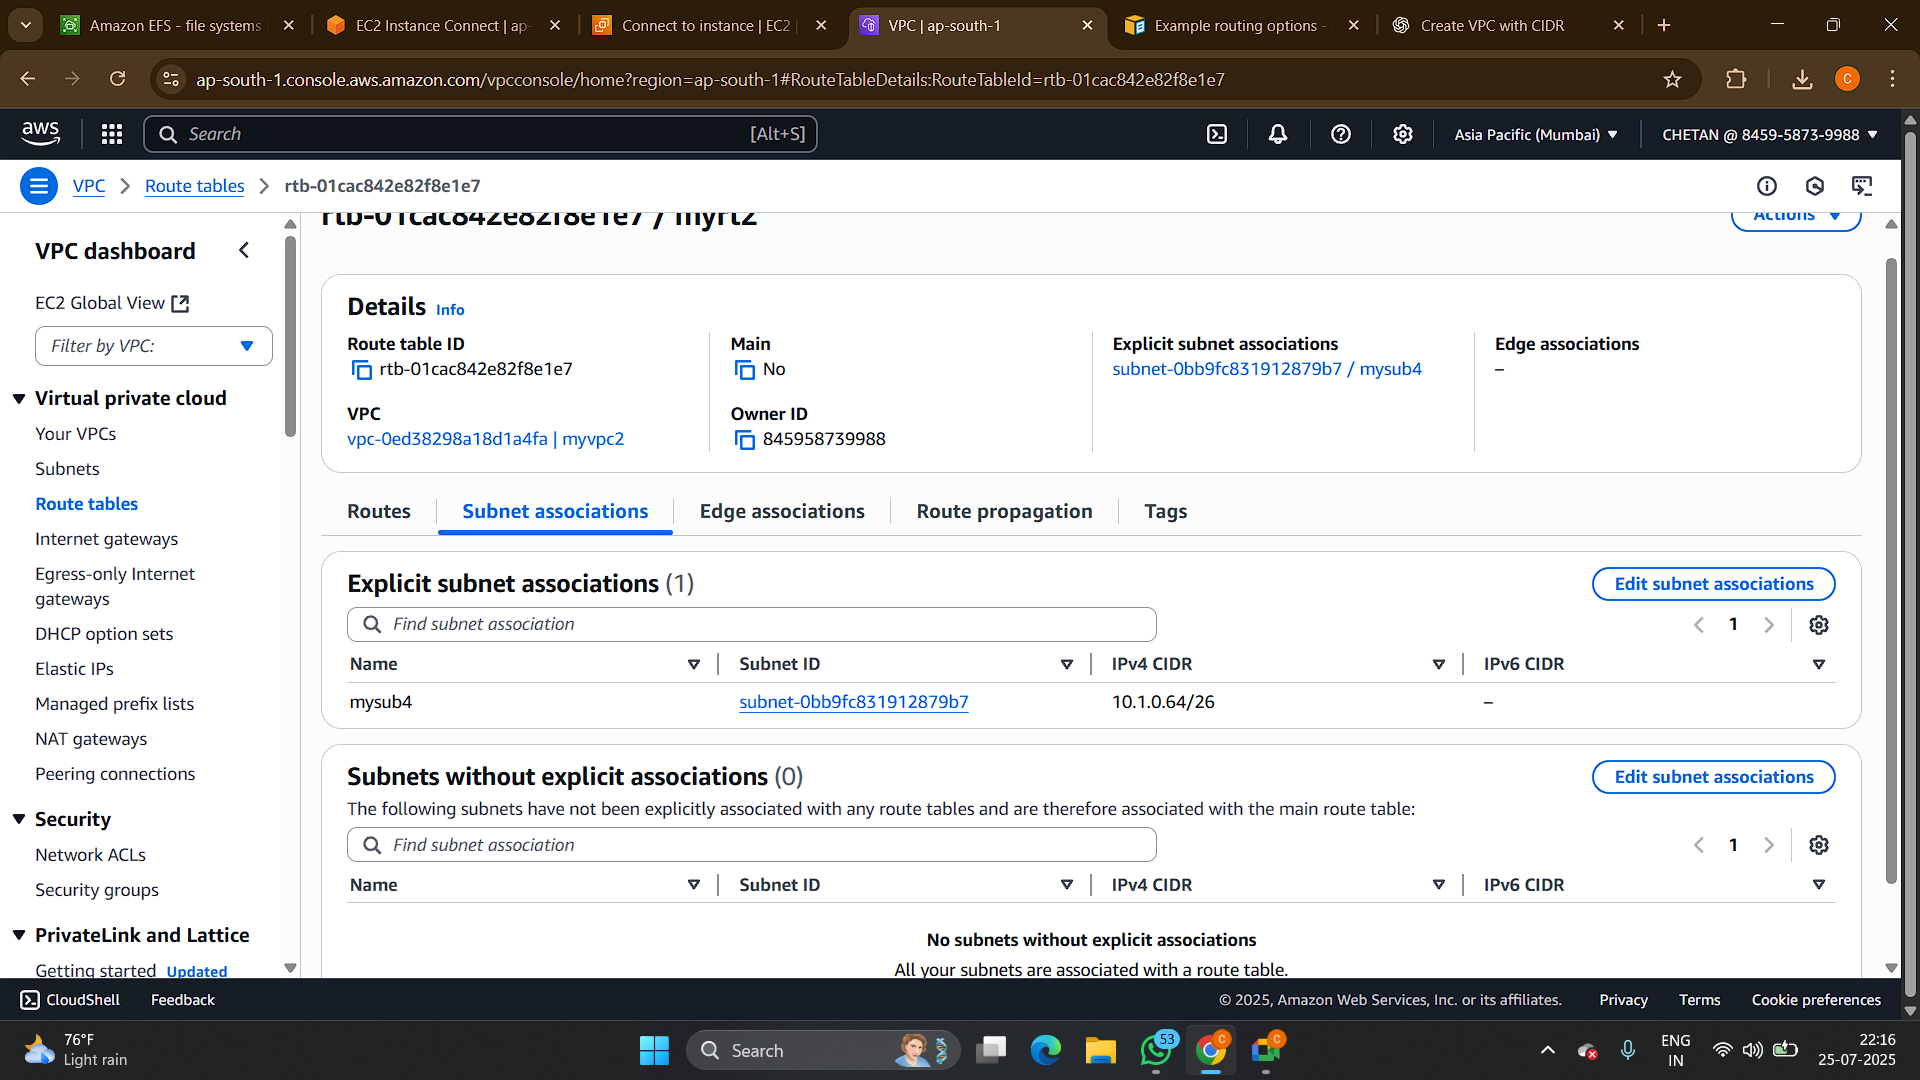 Amazon EFS - file systems
EC2 Instance Connect | ap-
Connect to instance | EC2 |
VPC | ap-south-1
Example routing options -
Create VPC with CIDR
ap-south-1.console.aws.amazon.com/vpcconsole/home?region=ap-south-1#RouteTableDetails:RouteTableId=rtb-01cac842e82f8e1e7
C
aws
Search
[Alt+S]
Asia Pacific (Mumbai)
CHETAN @ 8459-5873-9988
VPC
Route tables
rtb-01cac842e82f8e1e7
rtb-01cac842e82f8e1e7 / myrt2
Actions
VPC dashboard
EC2 Global View
Filter by VPC:
Virtual private cloud
Your VPCs
Subnets
Route tables
Internet gateways
Egress-only Internet
gateways
DHCP option sets
Elastic IPs
Managed prefix lists
NAT gateways
Peering connections
Security
Network ACLs
Security groups
PrivateLink and Lattice
Getting started Updated
Details Info
Route table ID
rtb-01cac842e82f8e1e7
Main
No
Explicit subnet associations
subnet-0bb9fc831912879b7 / mysub4
Edge associations
–
VPC
vpc-0ed38298a18d1a4fa | myvpc2
Owner ID
845958739988
Routes
Subnet associations
Edge associations
Route propagation
Tags
Explicit subnet associations (1)
Edit subnet associations
Find subnet association
1
Name Subnet ID IPv4 CIDR IPv6 CIDR
mysub4 subnet-0bb9fc831912879b7 10.1.0.64/26 –
Subnets without explicit associations (0)
Edit subnet associations
The following subnets have not been explicitly associated with any route tables and are therefore associated with the main route table:
Find subnet association
1
Name Subnet ID IPv4 CIDR IPv6 CIDR
No subnets without explicit associations
All your subnets are associated with a route table.
CloudShell
Feedback
© 2025, Amazon Web Services, Inc. or its affiliates.
Privacy
Terms
Cookie preferences
76°F
Light rain
Search
53
C
C
ENG
IN
22:16
25-07-2025